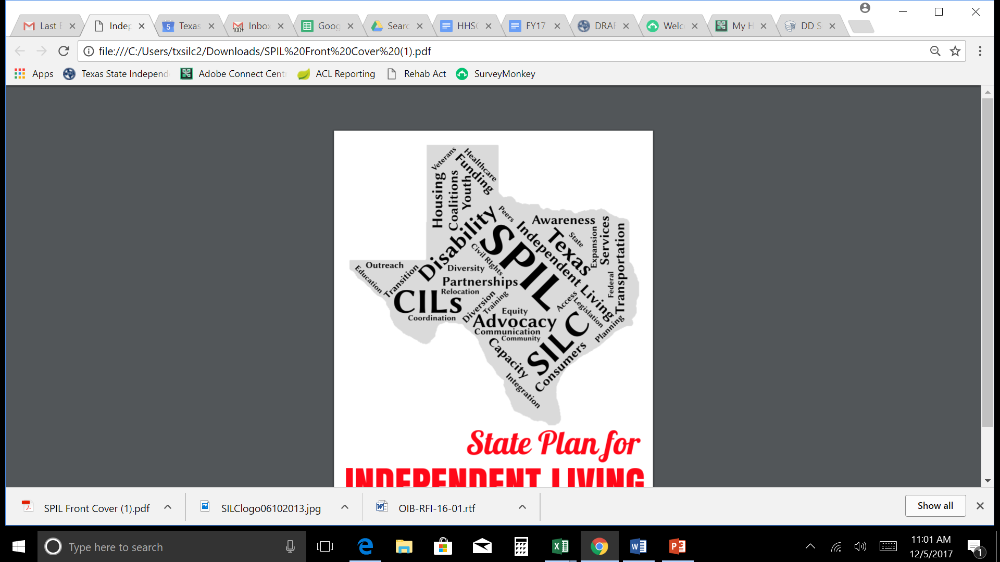 Last E
Indep
Texas
Inbox
Goog
Searc
HHSC
FY17
DRAF
Welc
My H
DD S
file:///C:/Users/txsilc2/Downloads/SPIL%20Front%20Cover%20(1).pdf
Apps
Texas State Independ
Adobe Connect Cent
ACL Reporting
Rehab Act
SurveyMonkey
Veterans
Healthcare
Funding
Housing
Coalitions
Youth
Disability
Peers
Awareness
SPIL
Independent Living
Texas
State
Expansion
Services
Transportation
Federal
Civil RIghts
Outreach
Education
Transition
Diversity
Partnerships
Relocation
CILs
Coordination
Diversion
Training
Equity
Advocacy
Communication
Community
Access
Legislation
Planning
SILC
Consumers
Capacity
Integration
State Plan for
INDEPENDENT LIVING
SPIL Front Cover (1).pdf
SILClogo06102013.jpg
OIB-RFI-16-01.rtf
Show all
Type here to search
11:01 AM
12/5/2017
1